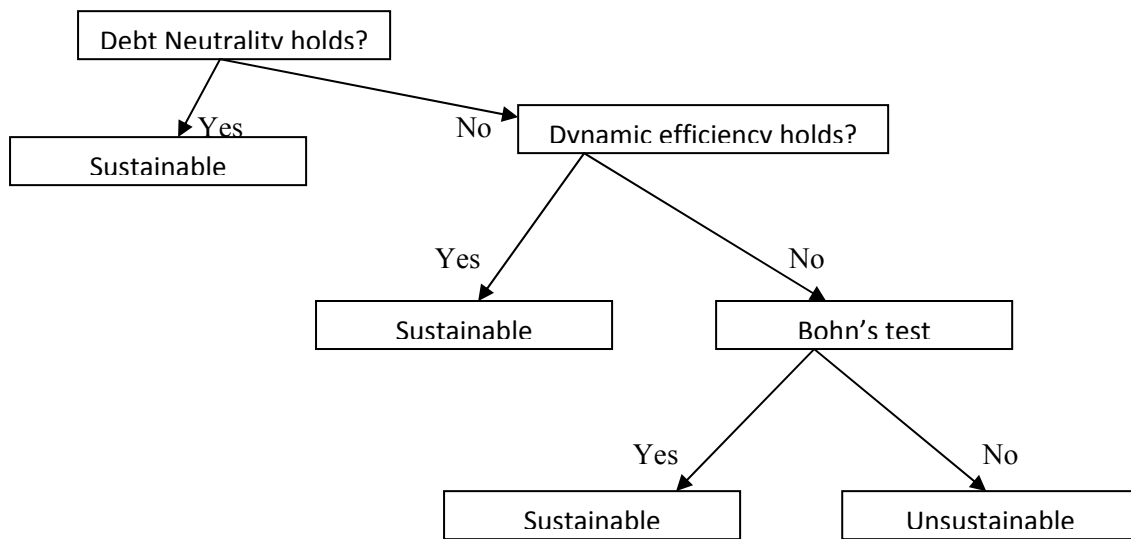 Debt Neutrality holds?
Yes
No
Dynamic efficiency holds?
Sustainable
Yes
No
Sustainable
Bohn’s test
Yes
No
Sustainable
Unsustainable